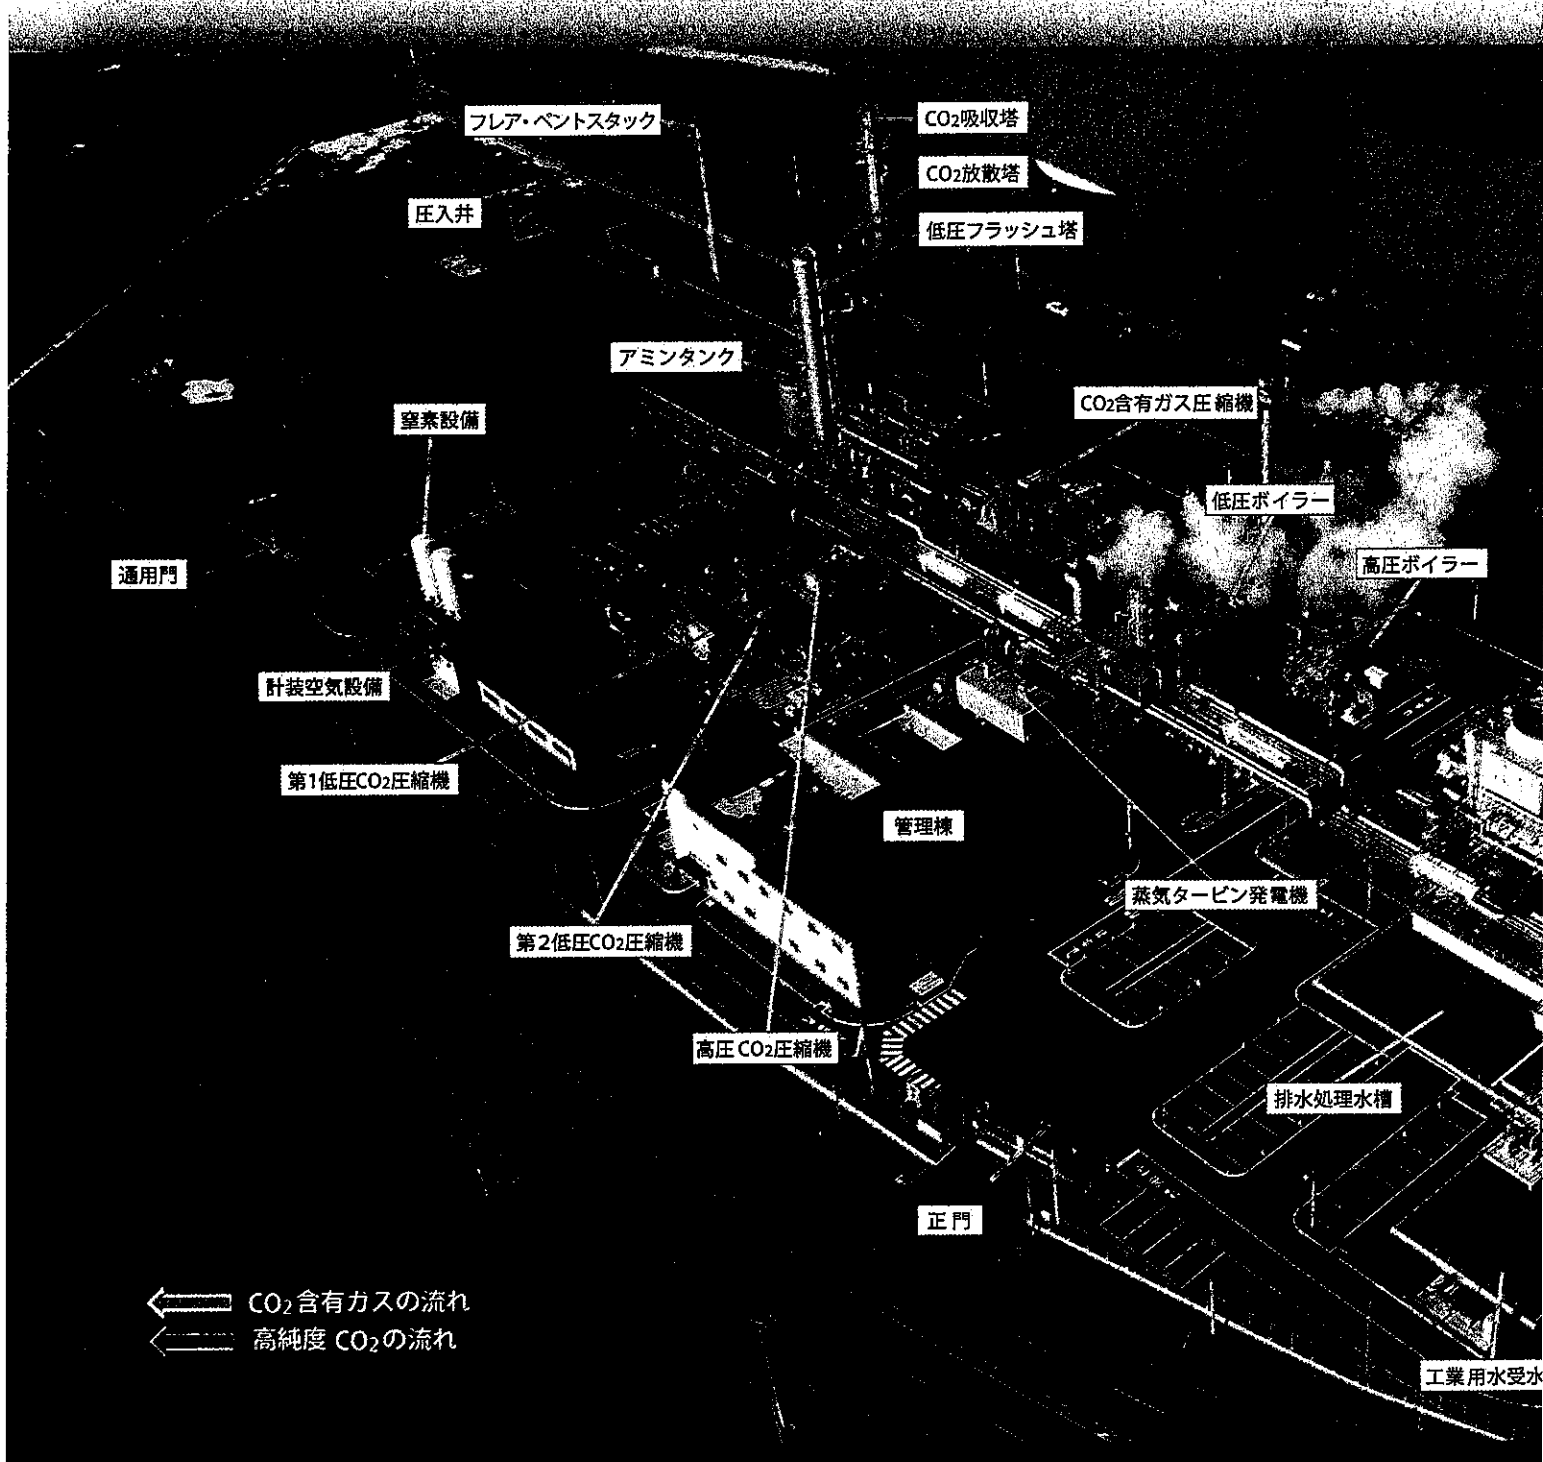 フレア・ベントスタック
CO2吸収塔
CO2放散塔
圧入井
低圧フラッシュ塔
アミンタンク
CO2含有ガス圧縮機
窒素設備
低圧ボイラー
高圧ボイラー
通用門
計装空気設備
第1低圧CO2圧縮機
管理棟
蒸気タービン発電機
第2低圧CO2圧縮機
高圧CO2圧縮機
排水処理水槽
正門
CO2含有ガスの流れ
高純度CO2の流れ
工業用水受水